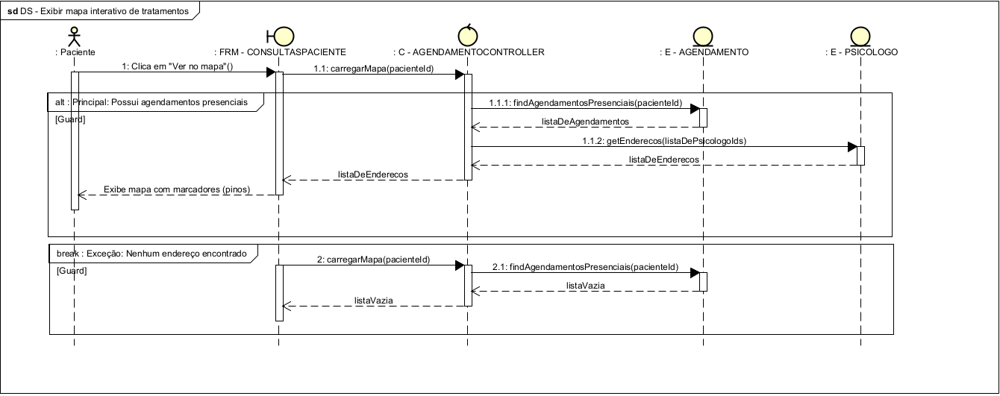 sd DS - Exibir mapa interativo de tratamentos
: Paciente
: FRM - CONSULTASPACIENTE
: C - AGENDAMENTOCONTROLLER
: E - AGENDAMENTO
: E - PSICOLOGO
1: Clica em "Ver no mapa"()
1.1: carregarMapa(pacienteId)
alt : Principal: Possui agendamentos presenciais
[Guard]
1.1.1: findAgendamentosPresenciais(pacienteId)
listaDeAgendamentos
1.1.2: getEnderecos(listaDePsicologoIds)
listaDeEnderecos
listaDeEnderecos
Exibe mapa com marcadores (pinos)
break : Exceção: Nenhum endereço encontrado
[Guard]
2: carregarMapa(pacienteId)
2.1: findAgendamentosPresenciais(pacienteId)
listaVazia
listaVazia